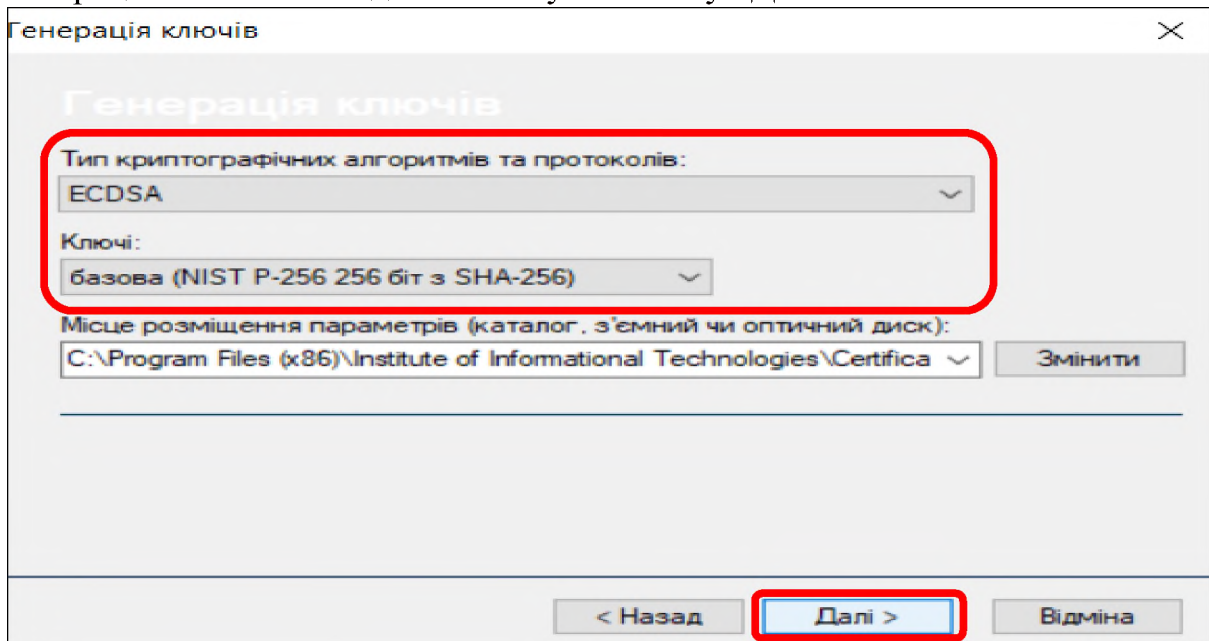 Генерація ключів
Генерація ключів
Тип криптографічних алгоритмів та протоколів:
ECDSA
Ключі:
базова (NIST P-256 256 біт з SHA-256)
Місце розміщення параметрів (каталог, з'ємний чи оптичний диск):
C:\Program Files (x86)\Institute of Informational Technologies\Certifica
Змінити
< Назад Далі > Відміна